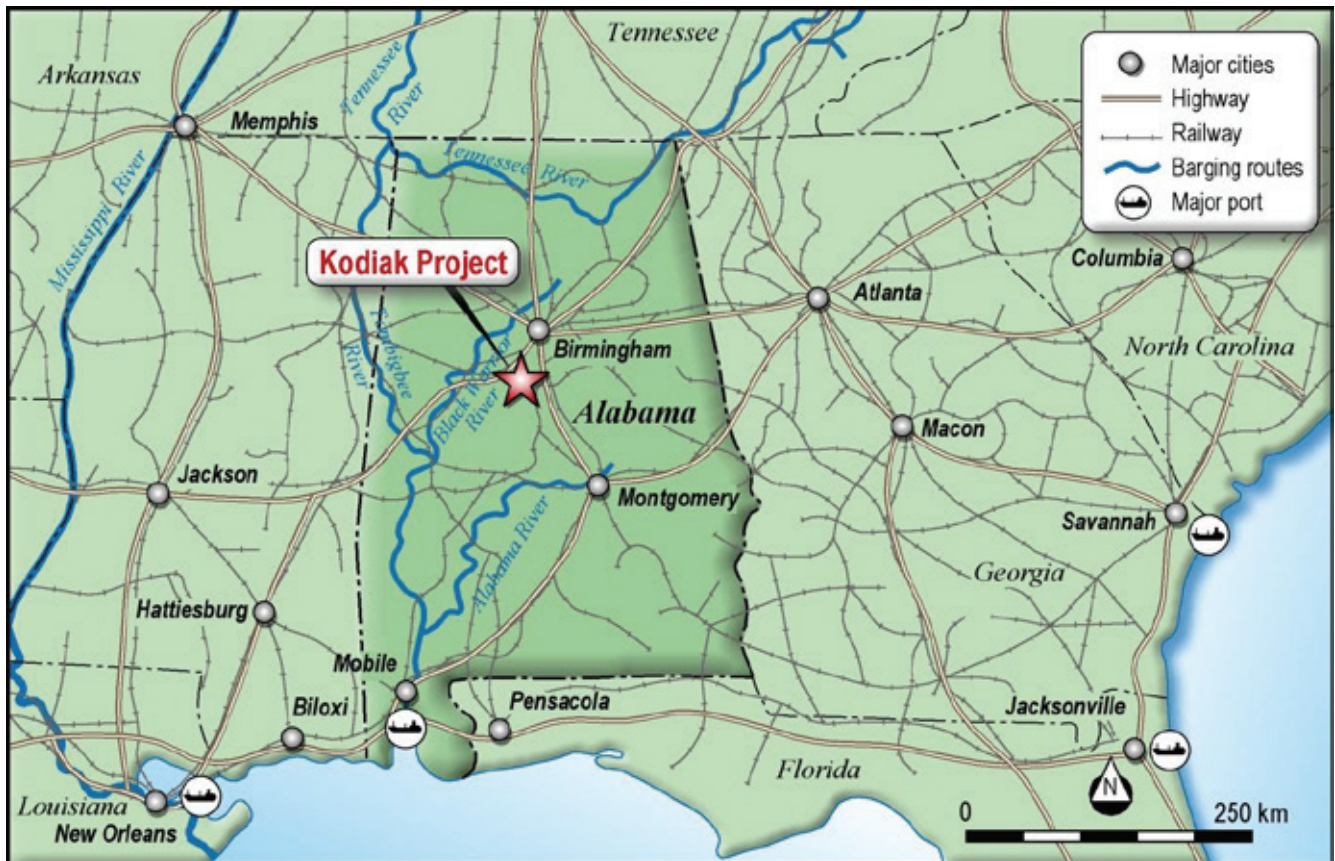 Tennessee
Arkansas
Major cities
Highway
Railway
Barging routes
Major port
Tennessee
River
Memphis
Tennessee River
Mississippi River
Kodiak Project
Columbia
Atlanta
Birmingham
North Carolina
Tombigbee
River
Black Warrior
River
Alabama
Macon
Jackson
Montgomery
Savannah
Alabama River
Georgia
Hattiesburg
Mobile
Biloxi
Pensacola
Jacksonville
Florida
N
Louisiana
New Orleans
0 250 km